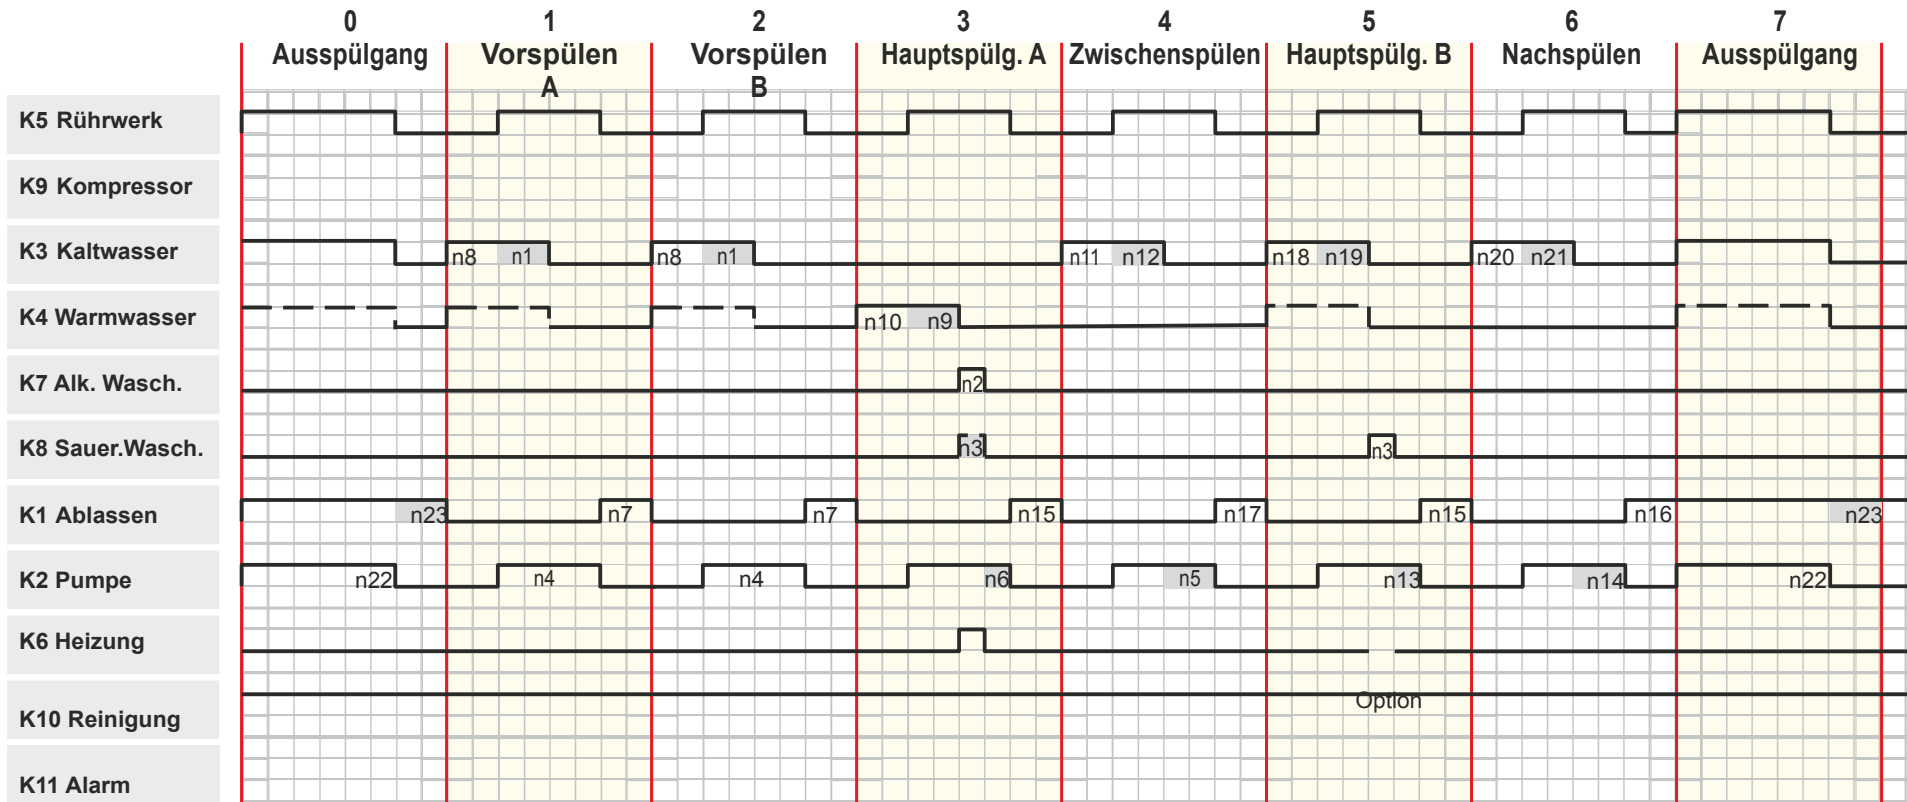 0 1 2 3 4 5 6 7
Ausspülgang Vorspülen Vorspülen Hauptspülg. A Zwischenspülen Hauptspülg. B Nachspülen Ausspülgang
A B
K5 Rührwerk
K9 Kompressor
K3 Kaltwasser n8 n1 n8 n1 n11 n12 n18 n19 n20 n21
K4 Warmwasser n10 n9
K7 Alk. Wasch. n2
K8 Sauer.Wasch. n3 n3
K1 Ablassen n23 n7 n7 n15 n17 n15 n16 n23
K2 Pumpe n22 n4 n4 n6 n5 n13 n14 n22
K6 Heizung
Option
K10 Reinigung
K11 Alarm